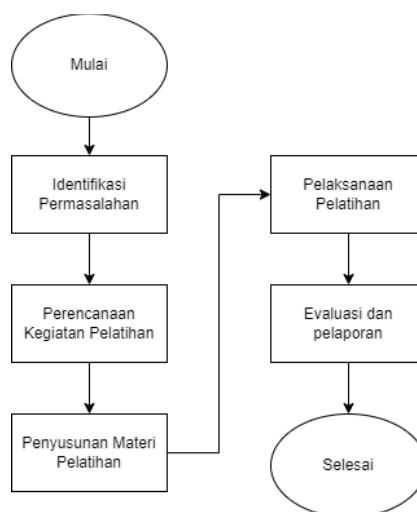 Mulai
Identifikasi
Permasalahan
Perencanaan
Kegiatan Pelatihan
Penyusunan Materi
Pelatihan
Pelaksanaan
Pelatihan
Evaluasi dan
pelaporan
Selesai